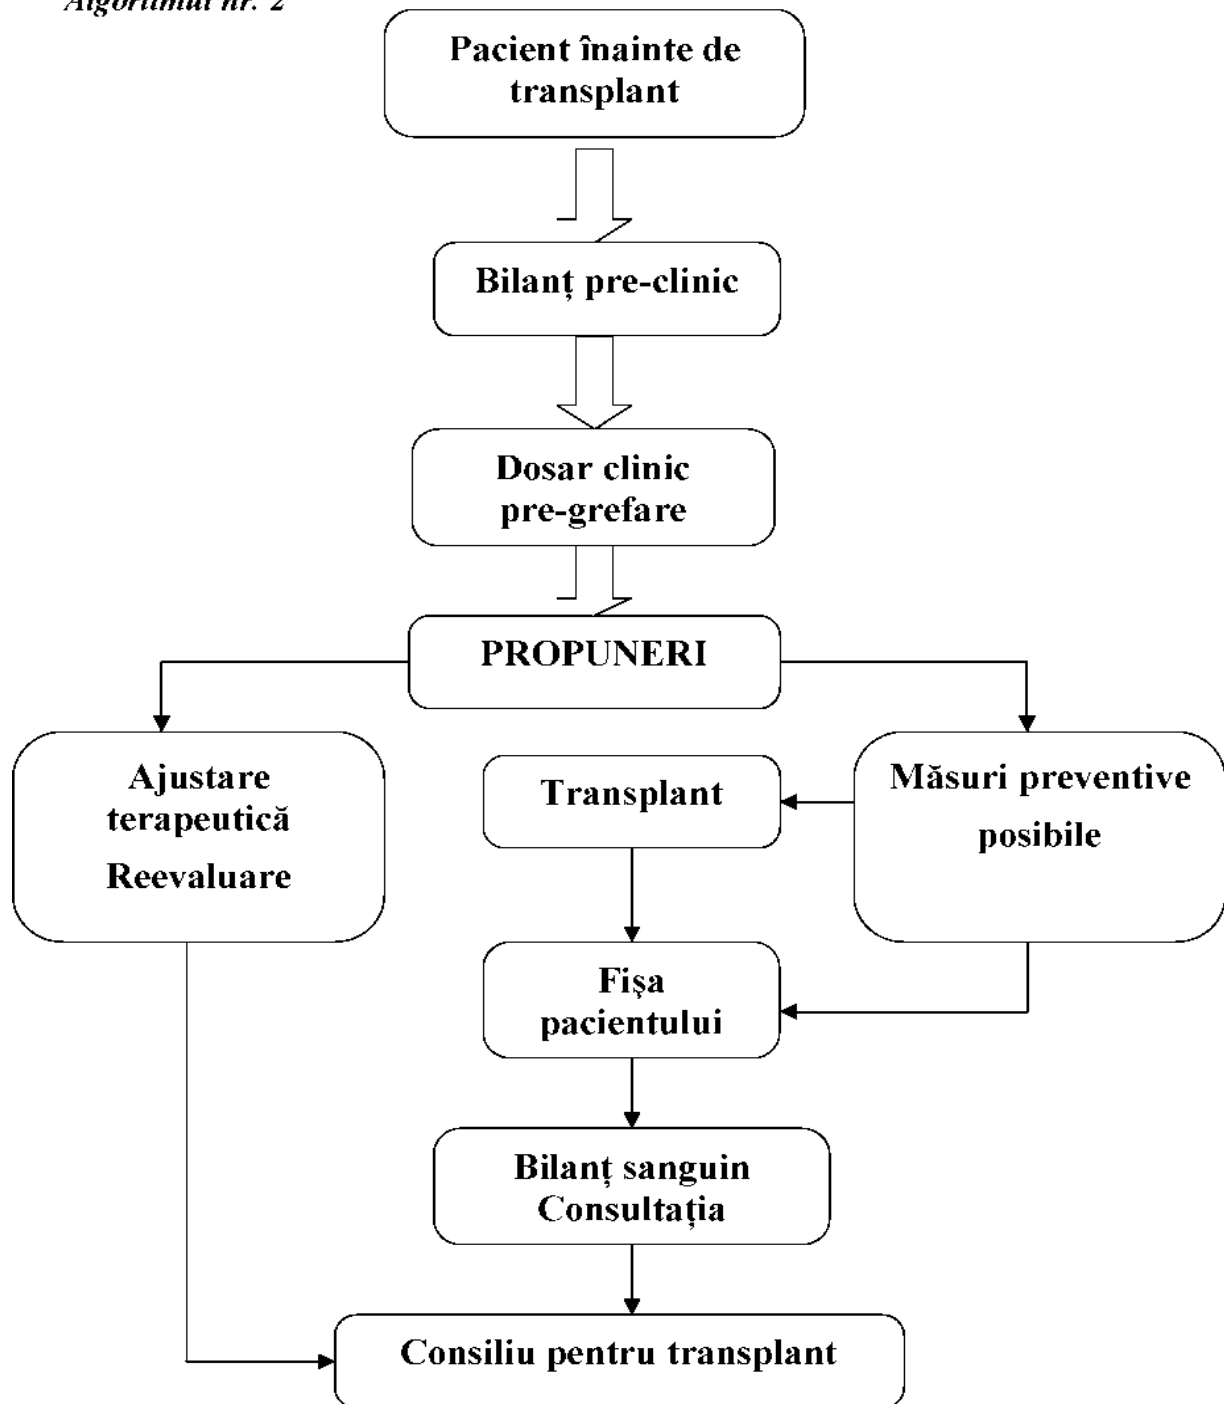 Algoritmul nr. 2
Pacient înainte de
transplant
Bilanț pre-clinic
Dosar clinic
pre-grefare
PROPUNERI
Ajustare
terapeutică
Reevaluare
Transplant
Măsuri preventive
posibile
Fişa
pacientului
Bilanț sanguin
Consultația
Consiliu pentru transplant